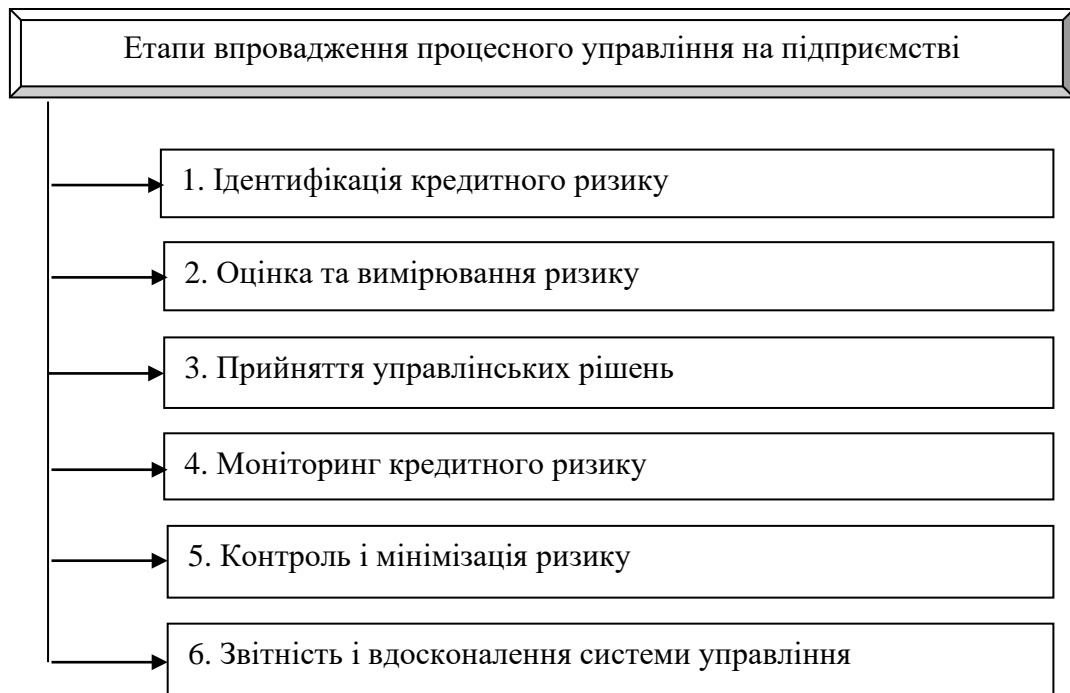 Етапи впровадження процесного управління на підприємстві
1. Ідентифікація кредитного ризику
2. Оцінка та вимірювання ризику
3. Прийняття управлінських рішень
4. Моніторинг кредитного ризику
5. Контроль і мінімізація ризику
6. Звітність і вдосконалення системи управління